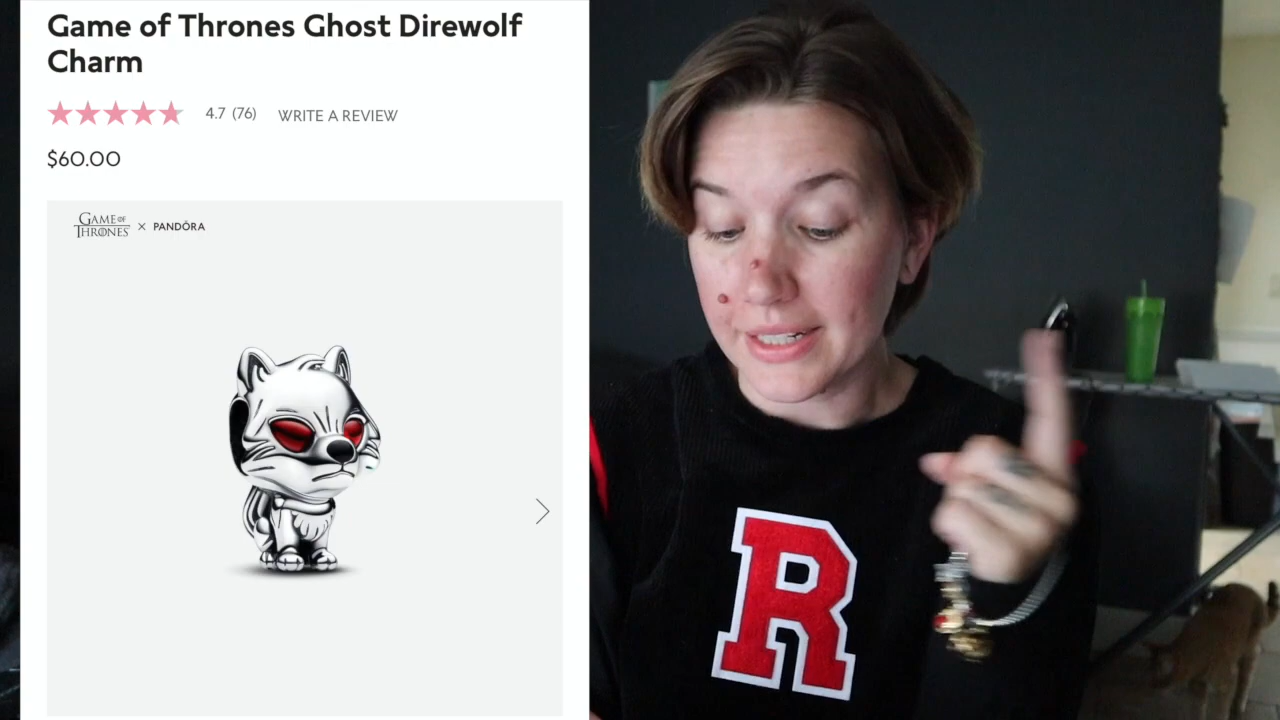 Game of Thrones Ghost Direwolf
Charm
4.7 (76) WRITE A REVIEW
$60.00
GAME OF
THRONES × PANDÖRA
R